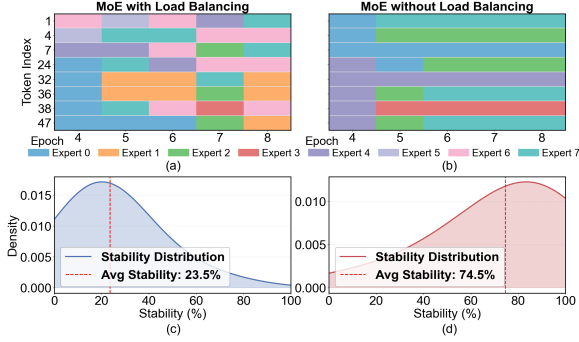 MoE with Load Balancing
MoE without Load Balancing
Token Index
1
4
7
24
32
36
38
47
Epoch
4 5 6 7 8
Epoch
4 5 6 7 8
Expert 0 Expert 1 Expert 2 Expert 3 Expert 4 Expert 5 Expert 6 Expert 7
(a)
(b)
Density
0.015
0.010
0.005
0.000
Stability Distribution
Avg Stability: 23.5%
0 20 40 60 80 100
Stability (%)
(c)
0.010
0.005
0.000
Stability Distribution
Avg Stability: 74.5%
0 20 40 60 80 100
Stability (%)
(d)